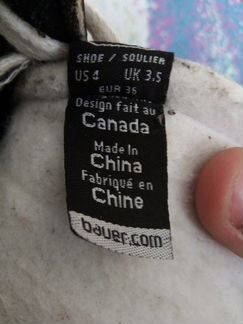 SHOE / SOULIER
US 4 UK 3.5
EUR 35
Design fait au
Canada
Made in
China
Fabriqué en
Chine
bauer.com